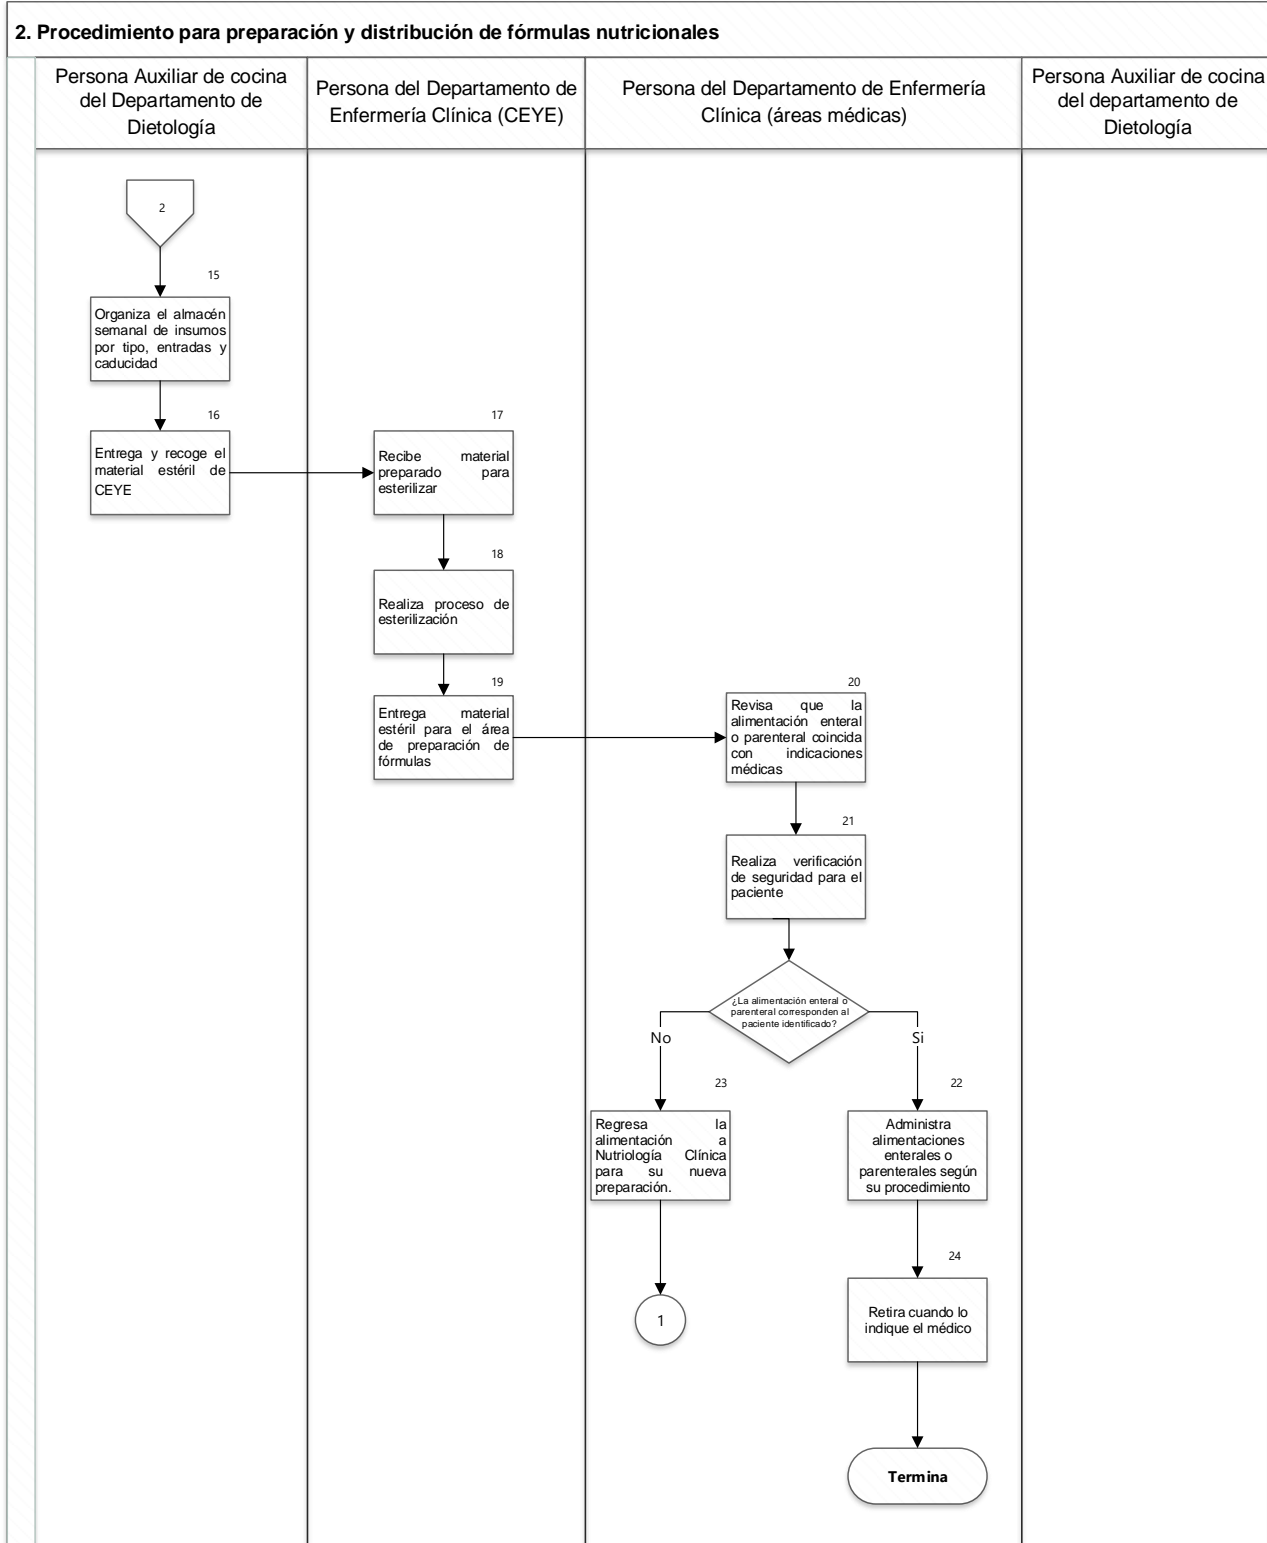 2. Procedimiento para preparación y distribución de fórmulas nutricionales
Persona Auxiliar de cocina
del Departamento de
Dietología
Persona del Departamento de
Enfermería Clínica (CEYE)
Persona del Departamento de Enfermería
Clínica (áreas médicas)
Persona Auxiliar de cocina
del departamento de
Dietología
2
15
Organiza el almacén
semanal de insumos
por tipo, entradas y
caducidad
16
Entrega y recoge el
material estéril de
CEYE
17
Recibe material
preparado para
esterilizar
18
Realiza proceso de
esterilización
19
Entrega material
estéril para el área
de preparación de
fórmulas
20
Revisa que la
alimentación enteral
o parenteral coincida
con indicaciones
médicas
21
Realiza verificación
de seguridad para el
paciente
¿La alimentación enteral o
parenteral corresponden al
paciente identificado?
No
Si
23
Regresa la
alimentación a
Nutriología Clínica
para su nueva
preparación.
22
Administra
alimentaciones
enterales o
parenterales según
su procedimiento
1
24
Retira cuando lo
indique el médico
Termina